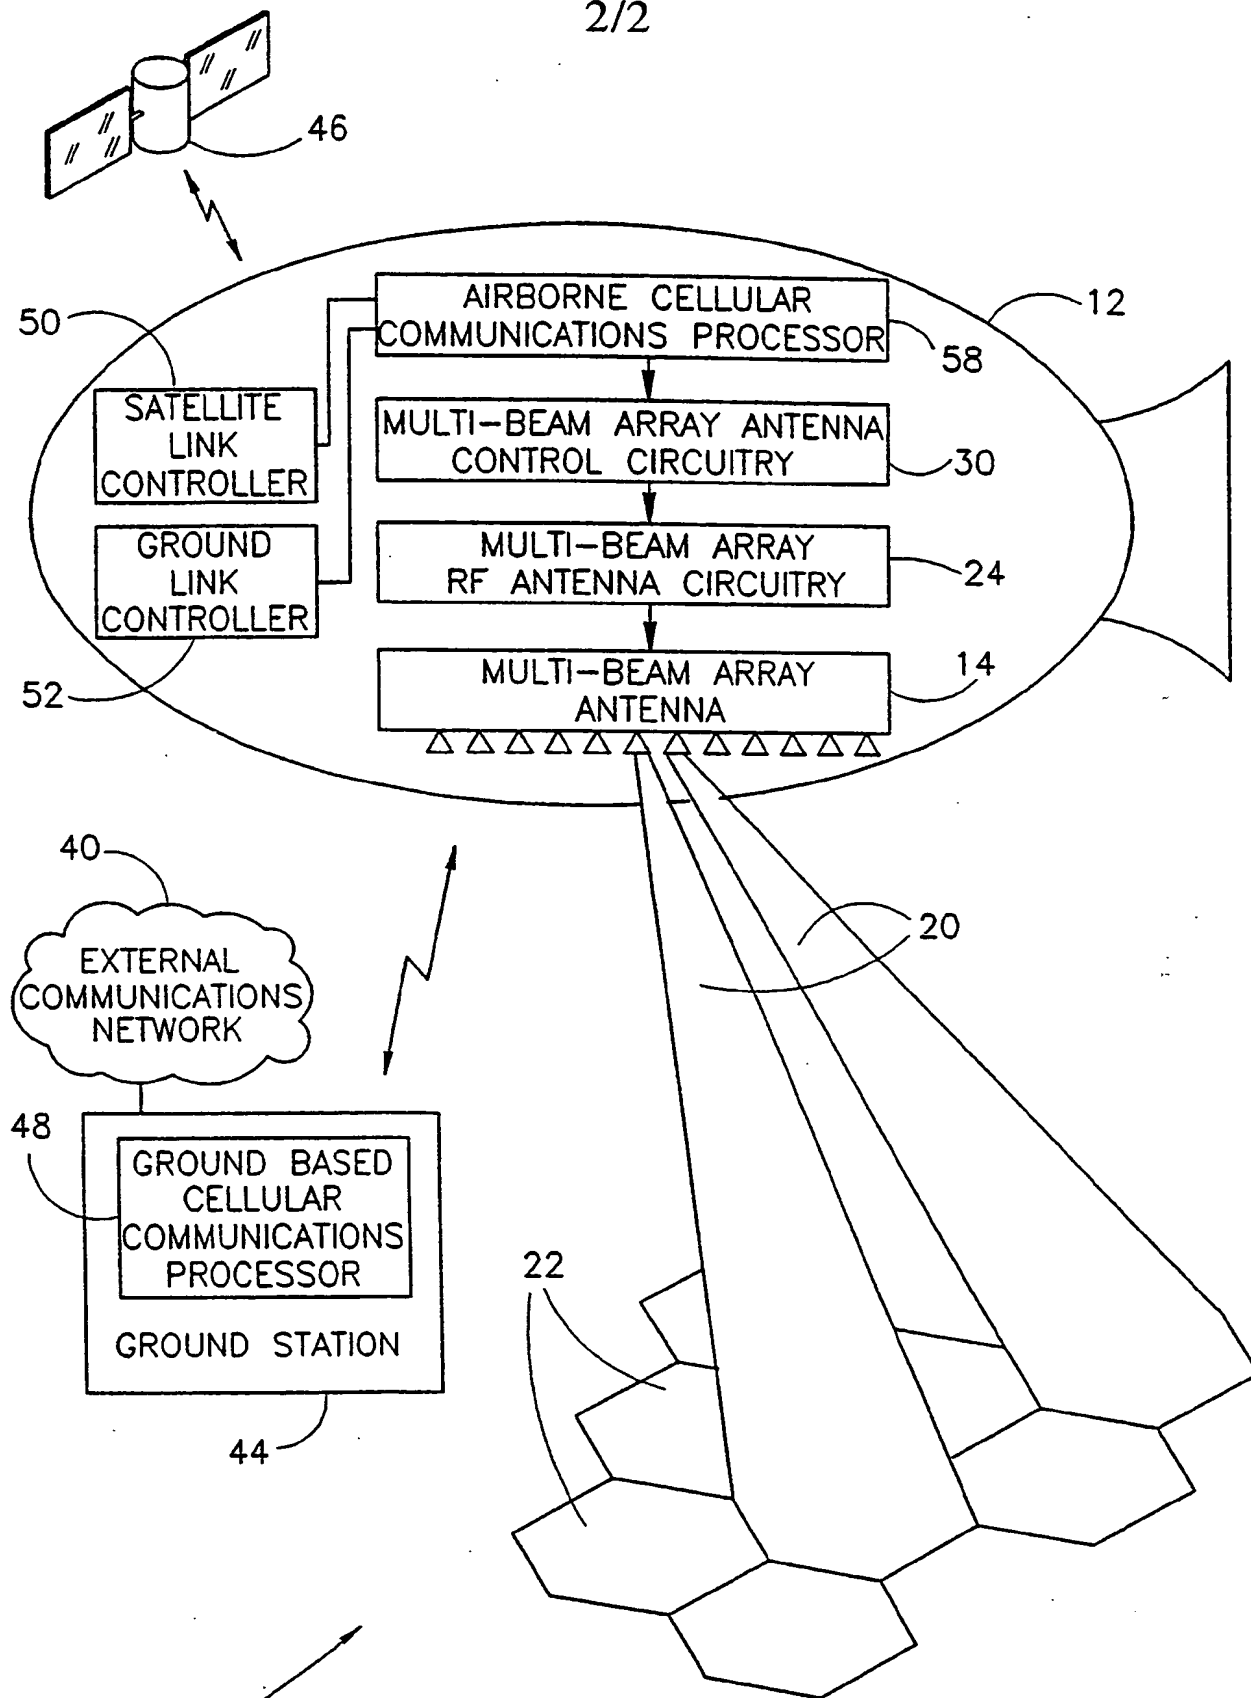 2/2
46
AIRBORNE CELLULAR
COMMUNICATIONS PROCESSOR
12
50
58
SATELLITE
LINK
CONTROLLER
MULTI-BEAM ARRAY ANTENNA
CONTROL CIRCUITRY
30
GROUND
LINK
CONTROLLER
MULTI-BEAM ARRAY
RF ANTENNA CIRCUITRY
24
52
MULTI-BEAM ARRAY
ANTENNA
14
40
20
EXTERNAL
COMMUNICATIONS
NETWORK
48
GROUND BASED
CELLULAR
COMMUNICATIONS
PROCESSOR
GROUND STATION
44
22